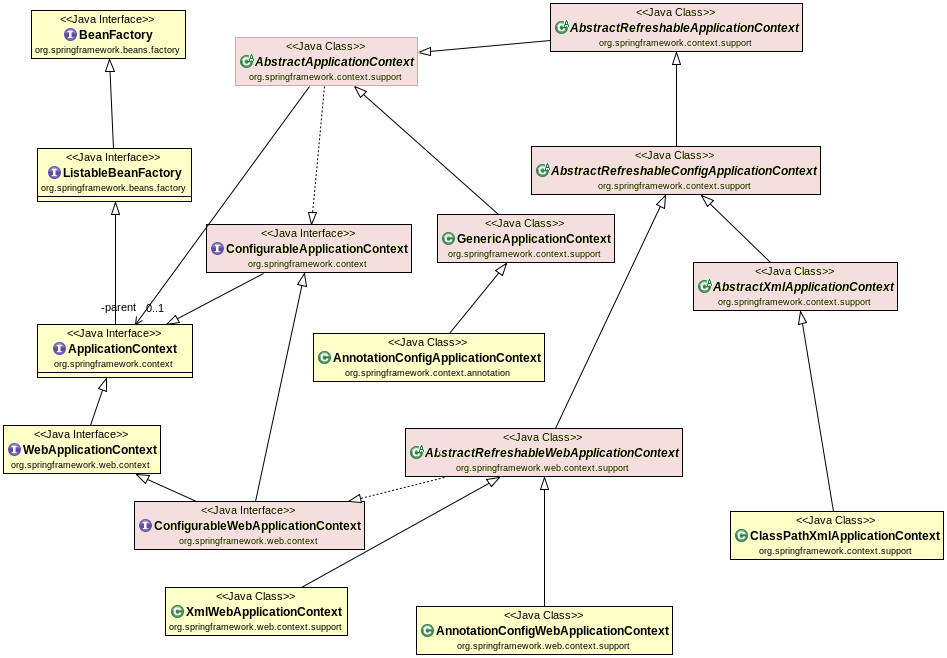 <<Java Interface>>
BeanFactory
org.springframework.beans.factory
<<Java Class>>
AbstractApplicationContext
org.springframework.context.support
<<Java Class>>
AbstractRefreshableApplicationContext
org.springframework.context.support
<<Java Interface>>
ListableBeanFactory
org.springframework.beans.factory
<<Java Class>>
AbstractRefreshableConfigApplicationContext
org.springframework.context.support
<<Java Interface>>
ConfigurableApplicationContext
org.springframework.context
<<Java Class>>
GenericApplicationContext
org.springframework.context.support
<<Java Class>>
AbstractXmlApplicationContext
org.springframework.context.support
-parent 0..1
<<Java Interface>>
ApplicationContext
org.springframework.context
<<Java Class>>
AnnotationConfigApplicationContext
org.springframework.context.annotation
<<Java Interface>>
WebApplicationContext
org.springframework.web.context
<<Java Class>>
AbstractRefreshableWebApplicationContext
org.springframework.web.context.support
<<Java Interface>>
ConfigurableWebApplicationContext
org.springframework.web.context
<<Java Class>>
ClassPathXmlApplicationContext
org.springframework.context.support
<<Java Class>>
XmlWebApplicationContext
org.springframework.web.context.support
<<Java Class>>
AnnotationConfigWebApplicationContext
org.springframework.web.context.support